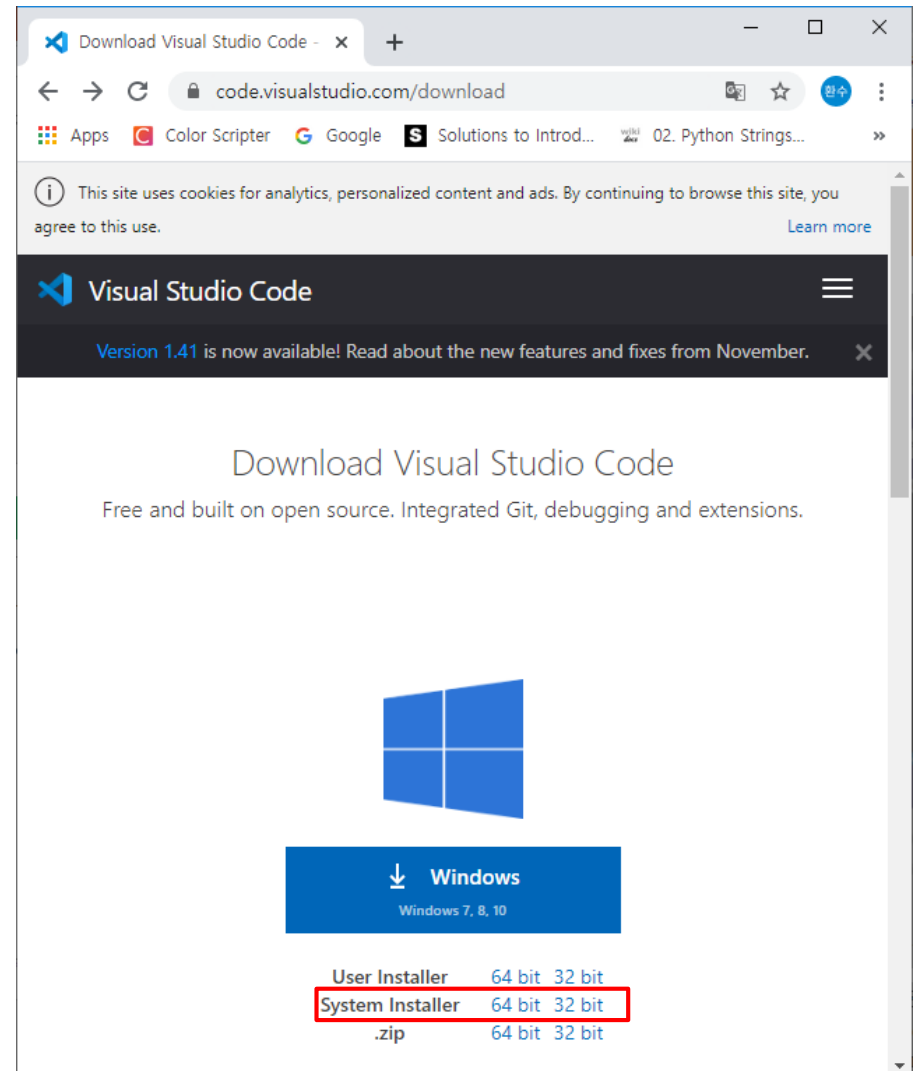 Download Visual Studio Code -
code.visualstudio.com/download
환수
Apps Color Scripter Google Solutions to Introd... 02. Python Strings...
This site uses cookies for analytics, personalized content and ads. By continuing to browse this site, you
agree to this use. Learn more
Visual Studio Code
Version 1.41 is now available! Read about the new features and fixes from November.
Download Visual Studio Code
Free and built on open source. Integrated Git, debugging and extensions.
Windows
Windows 7, 8, 10
User Installer 64 bit 32 bit
System Installer 64 bit 32 bit
.zip 64 bit 32 bit